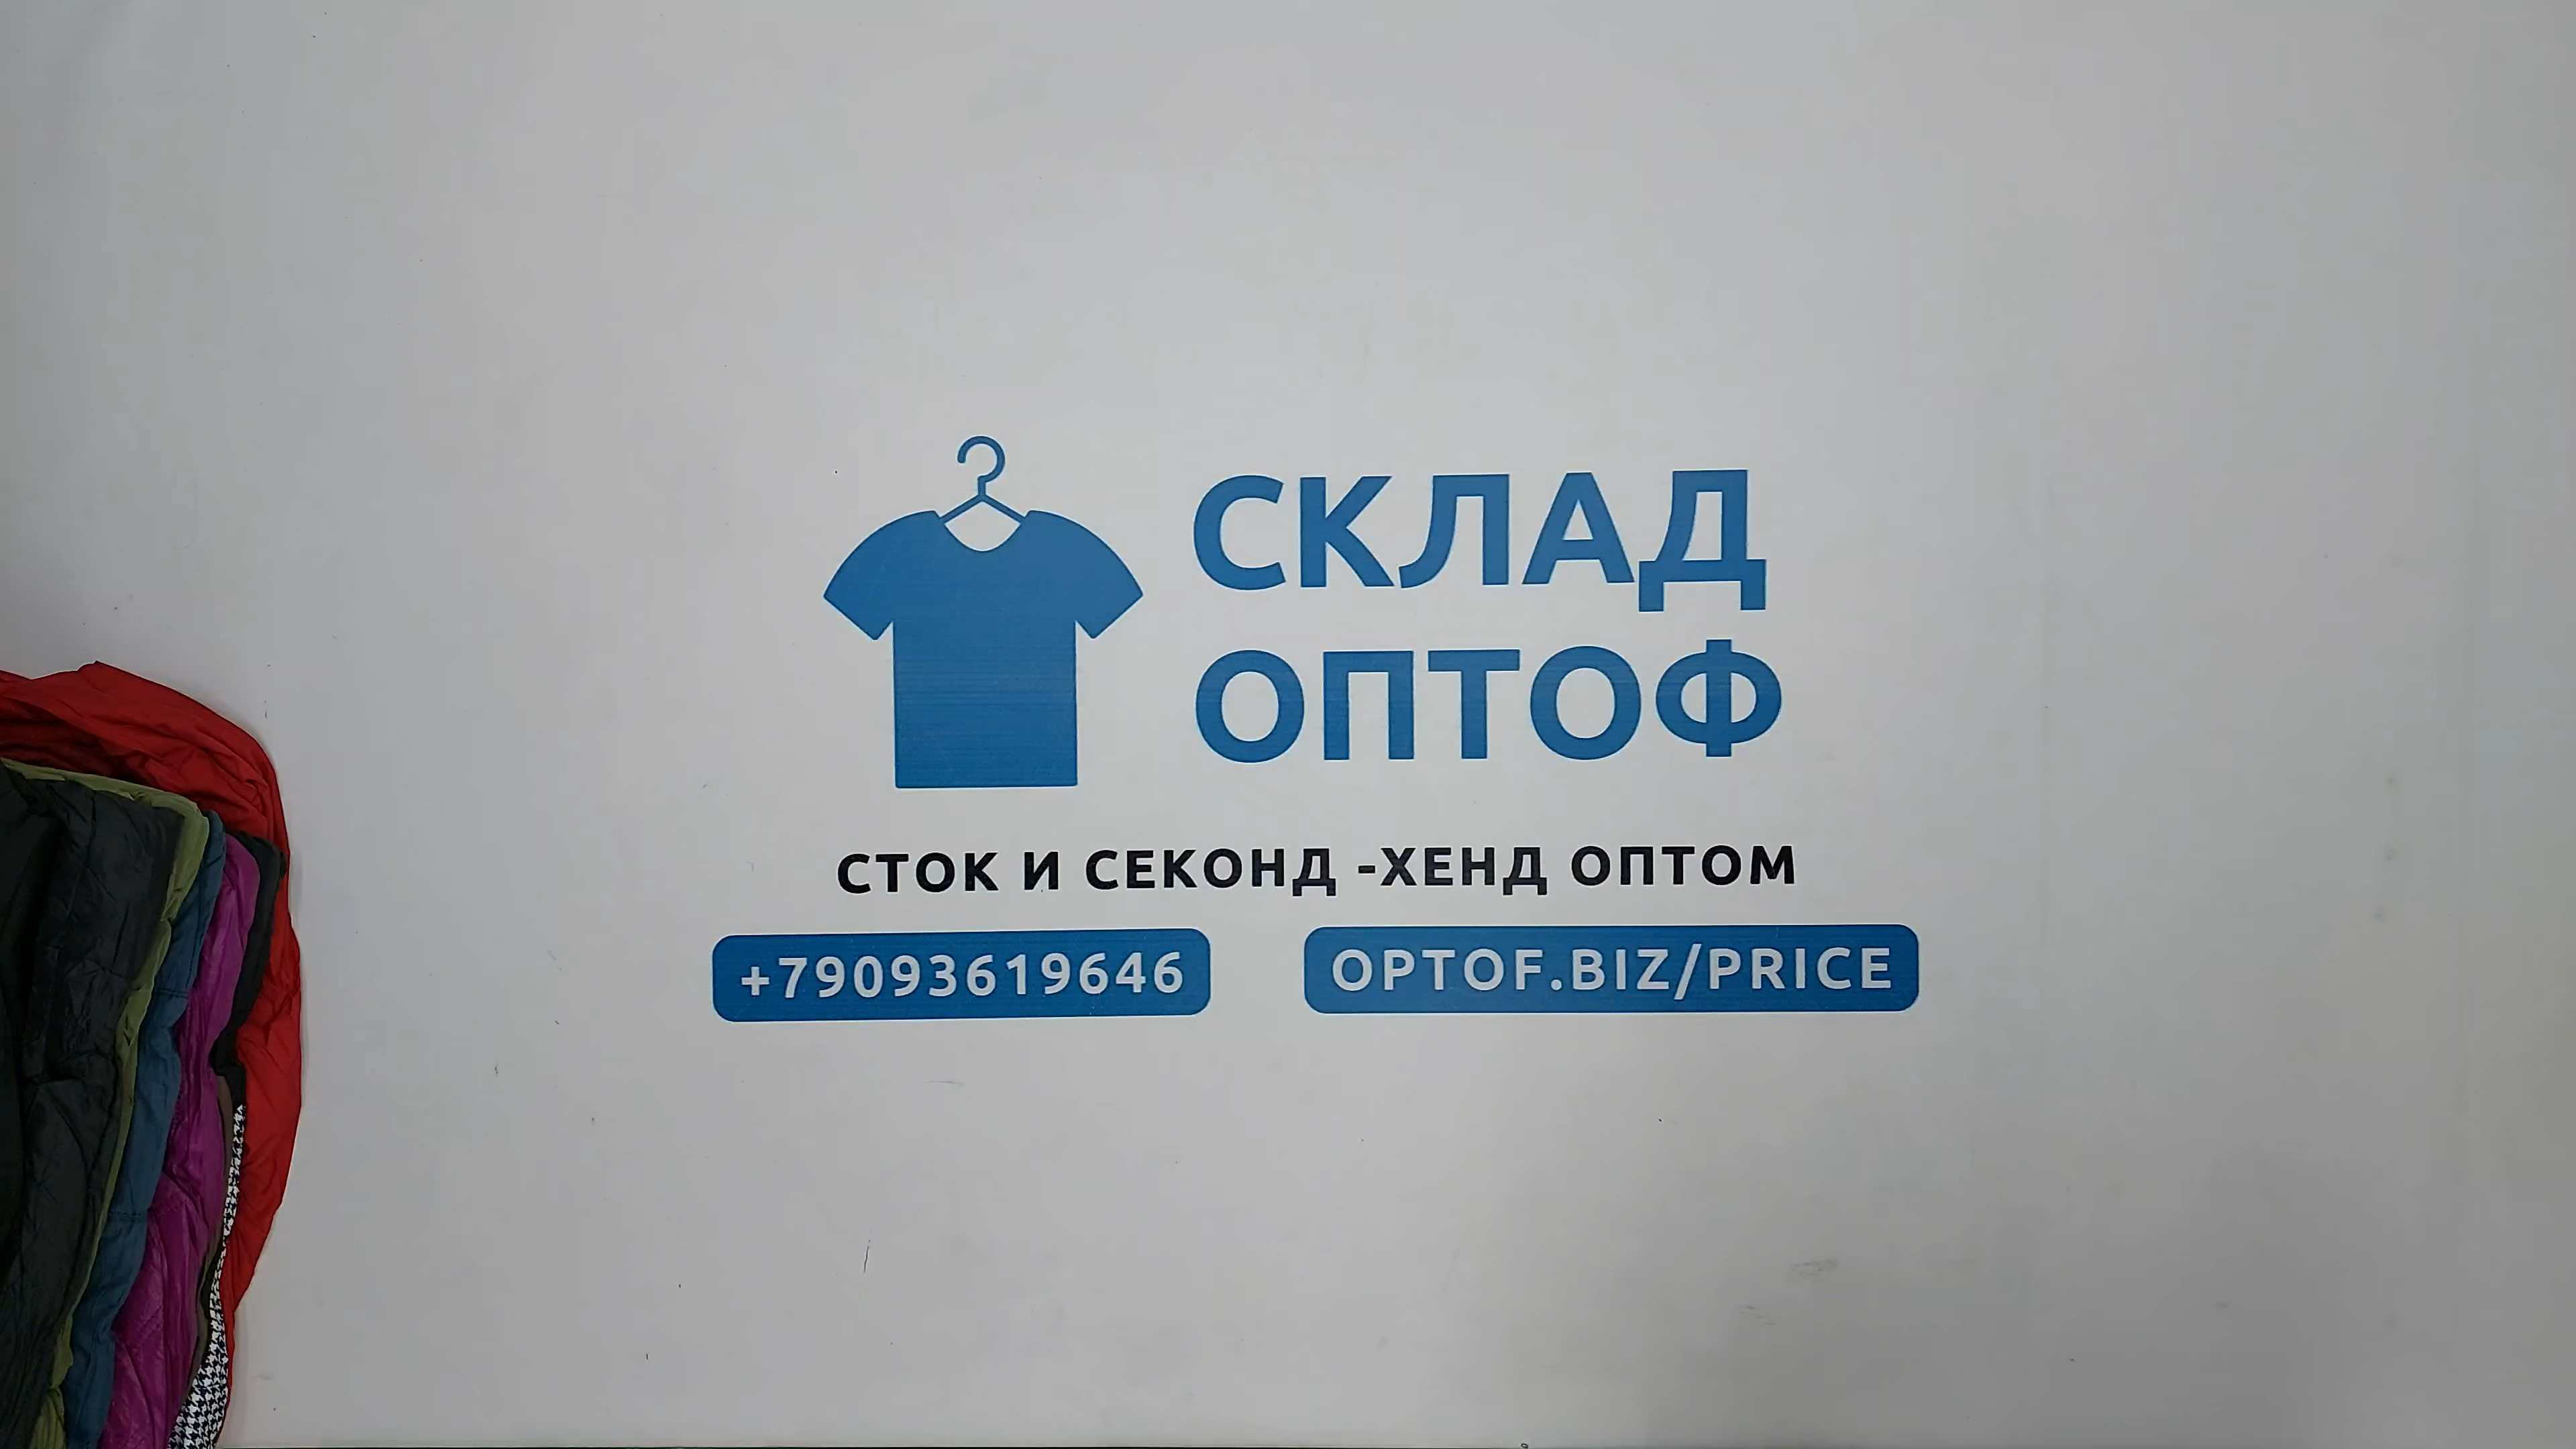 СКЛАД
ОПТОФ
СТОК И СЕКОНД -ХЕНД ОПТОМ
+79093619646
OPTOF.BIZ/PRICE